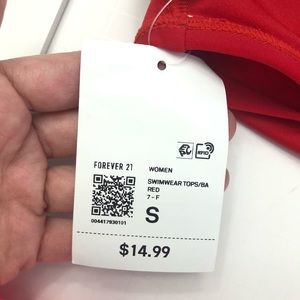 RFID
FOREVER 21
WOMEN
SWIMWEAR TOPS/BA
RED
7 - F
S
004417930101
$14.99